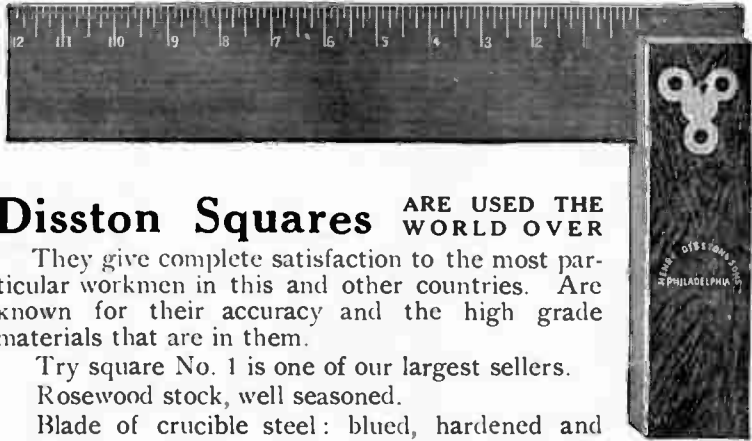 12 11 10 9 8 7 6 5 4 3 2
Disston Squares ARE USED THE
WORLD OVER
They give complete satisfaction to the most par-
ticular workmen in this and other countries. Are
known for their accuracy and the high grade
materials that are in them.
Try square No. 1 is one of our largest sellers.
Rosewood stock, well seasoned.
Blade of crucible steel: blued, hardened and
HENRY DISSTON & SONS
PHILADELPHIA